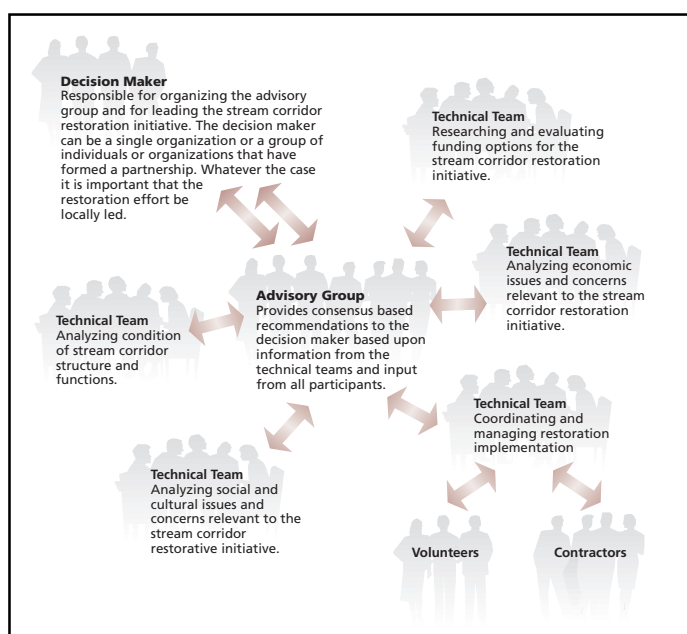 Decision Maker
Responsible for organizing the advisory
group and for leading the stream corridor
restoration initiative. The decision maker
can be a single organization or a group of
individuals or organizations that have
formed a partnership. Whatever the case
it is important that the
restoration effort be
locally led.
Technical Team
Researching and evaluating
funding options for the
stream corridor restoration
initiative.
Technical Team
Analyzing economic
issues and concerns
relevant to the stream
corridor restoration
initiative.
Advisory Group
Provides consensus based
recommendations to the
decision maker based upon
information from the
technical teams and input
from all participants.
Technical Team
Analyzing condition
of stream corridor
structure and
functions.
Technical Team
Coordinating and
managing restoration
implementation
Technical Team
Analyzing social and
cultural issues and
concerns relevant to the
stream corridor
restorative initiative.
Volunteers
Contractors